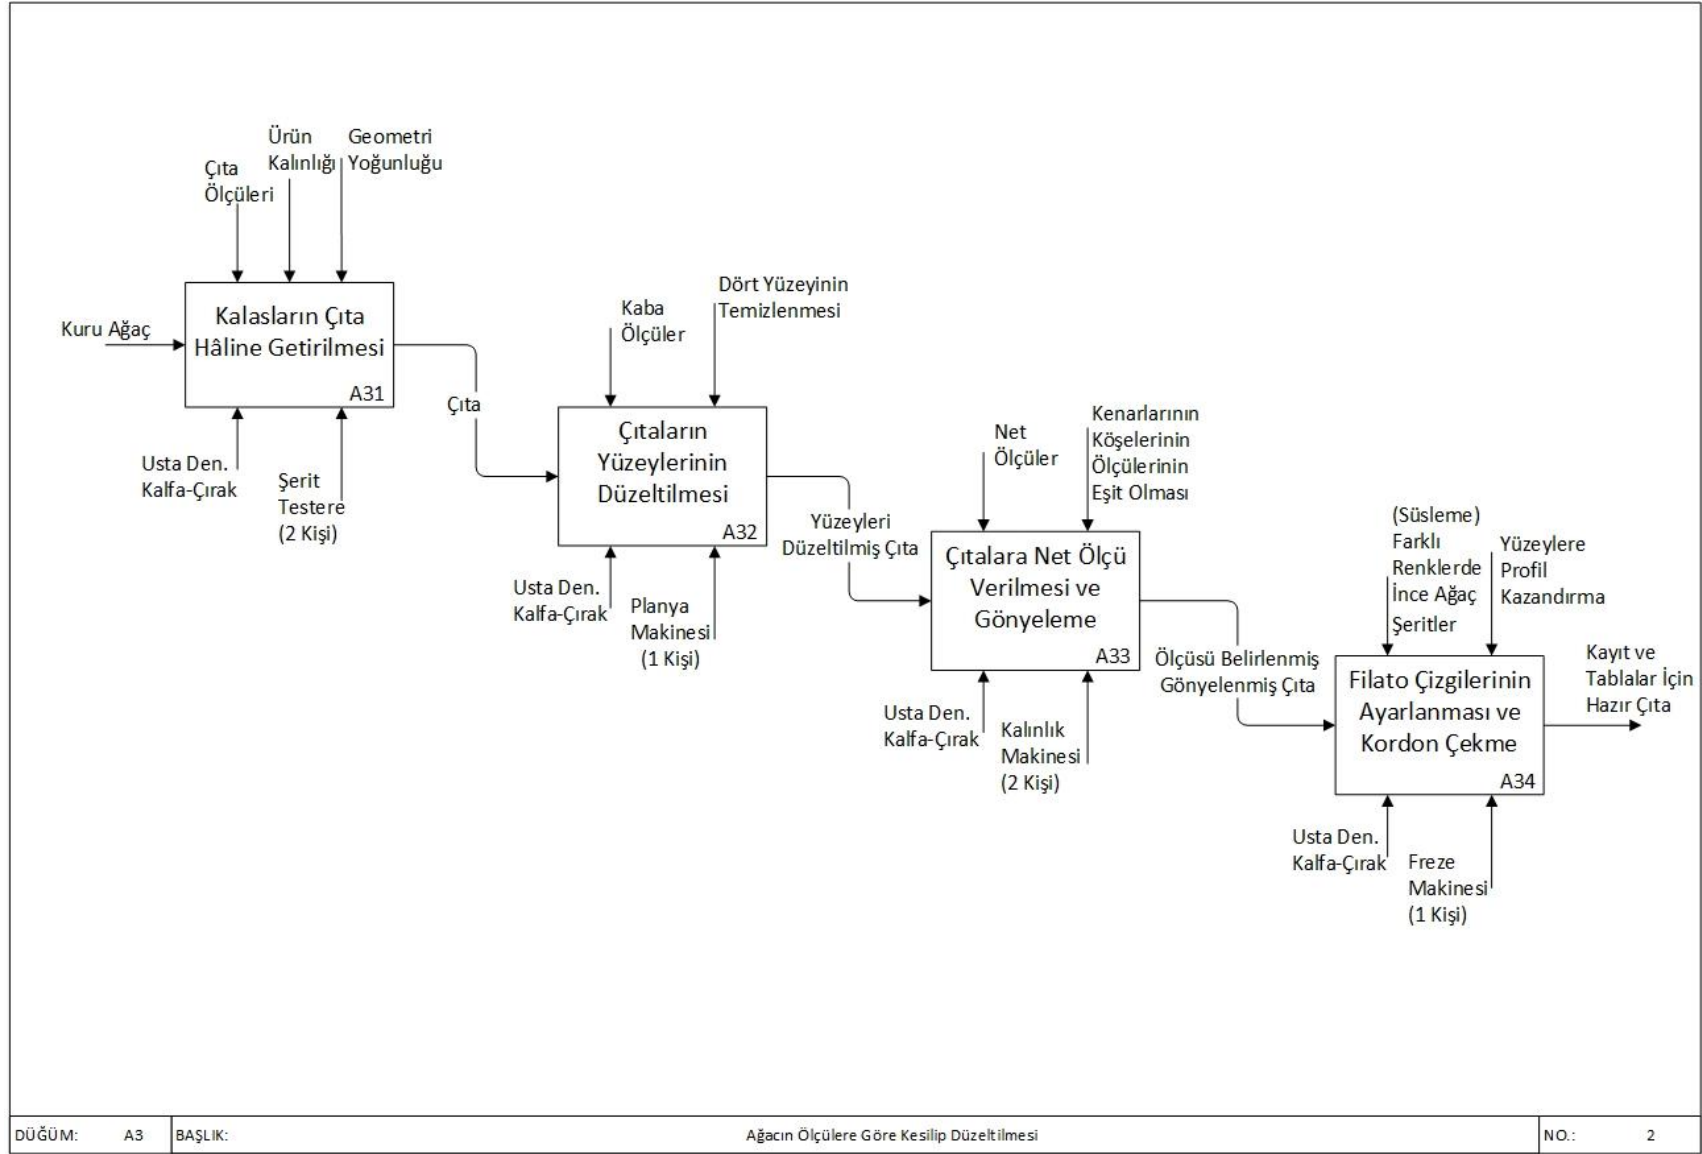 Çıta
Ölçüleri
Ürün
Kalınlığı
Geometri
Yoğunluğu
Kuru Ağaç
Kalasların Çıta
Hâline Getirilmesi
A31
Usta Den.
Kalfa-Çırak
Şerit
Testere
(2 Kişi)
Çıta
Kaba
Ölçüler
Dört Yüzeyinin
Temizlenmesi
Çıtaların
Yüzeylerinin
Düzeltilmesi
A32
Usta Den.
Kalfa-Çırak
Planya
Makinesi
(1 Kişi)
Yüzeyleri
Düzeltilmiş Çıta
Net
Ölçüler
Kenarlarının
Köşelerinin
Ölçülerinin
Eşit Olması
Çıtalara Net Ölçü
Verilmesi ve
Gönyeleme
A33
Usta Den.
Kalfa-Çırak
Kalınlık
Makinesi
(2 Kişi)
Ölçüsü Belirlenmiş
Gönyelenmiş Çıta
(Süsleme)
Farklı
Renklerde
İnce Ağaç
Şeritler
Yüzeylere
Profil
Kazandırma
Filato Çizgilerinin
Ayarlanması ve
Kordon Çekme
A34
Usta Den.
Kalfa-Çırak
Freze
Makinesi
(1 Kişi)
Kayıt ve
Tablalar İçin
Hazır Çıta
DÜĞÜM: A3 BAŞLIK: Ağacın Ölçülere Göre Kesilip Düzeltilmesi NO.: 2